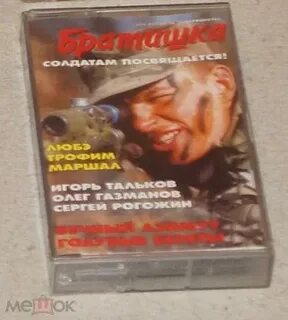 Братишка
СОЛДАТАМ ПОСВЯЩАЕТСЯ!
ЛЮБЭ
ТРОФИМ
МАРШАЛ
ИГОРЬ ТАЛЬКОВ
ОЛЕГ ГАЗМАНОВ
СЕРГЕЙ РОГОЖИН
ГОЛУБЫЕ БЕРЕТЫ
мешок